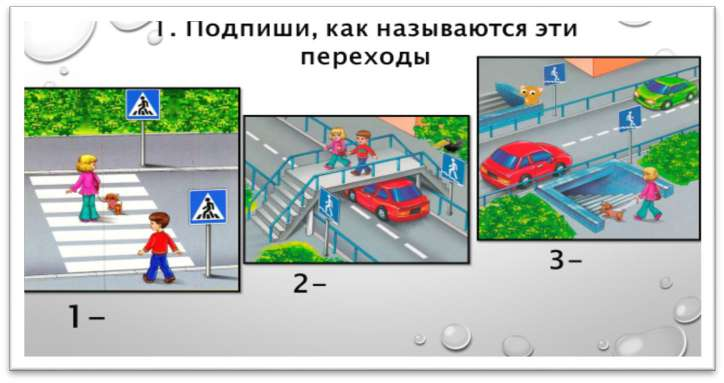 1. Подпиши, как называются эти
переходы
1-
2-
3-